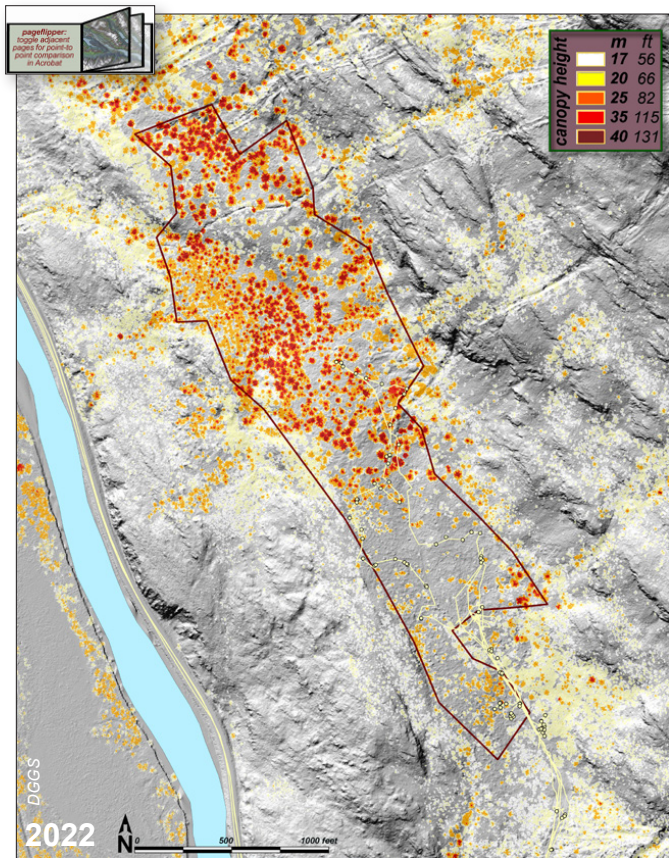 pageflipper:
toggle adjacent
pages for point-to
point comparison
in Acrobat
canopy height
m ft
17 56
20 66
25 82
35 115
40 131
DGGS
2022
N
0 500 1000 feet